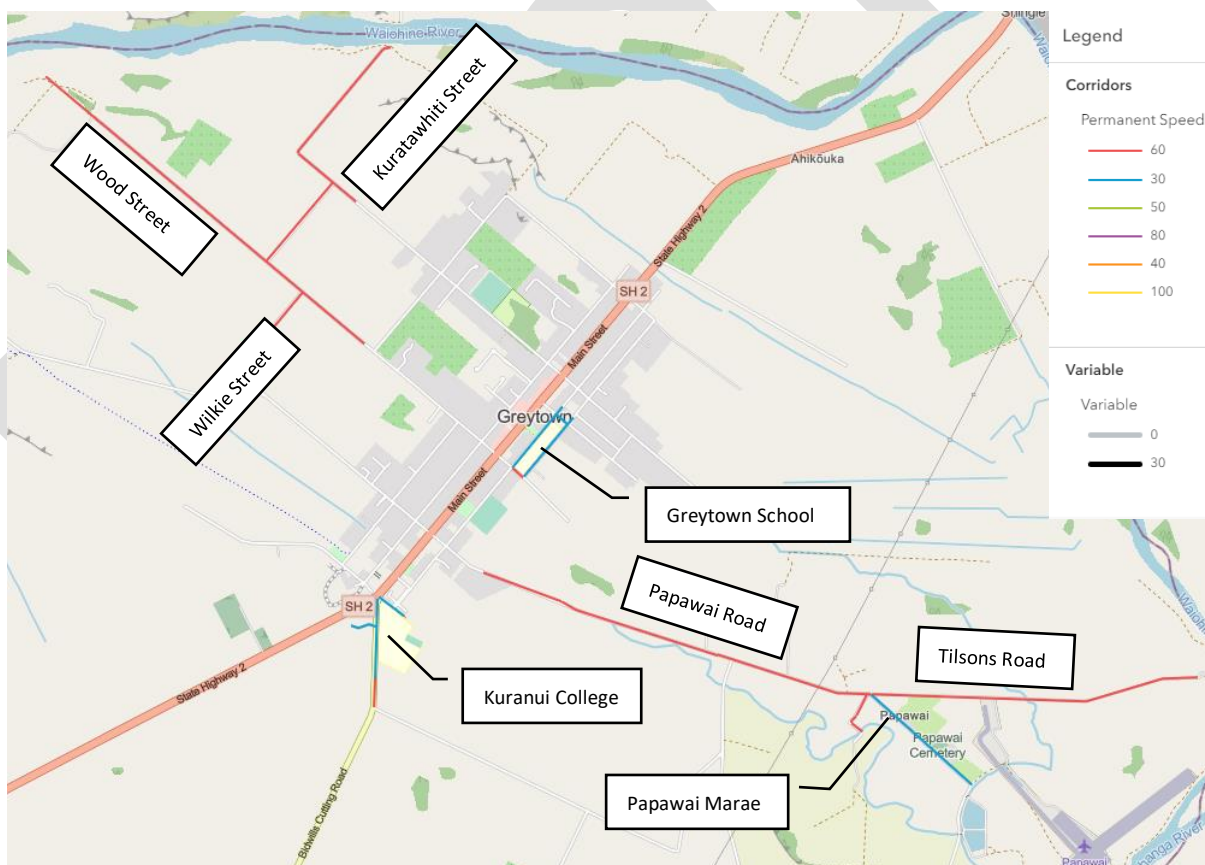 Waiohine River
Shingle
Kuratawhiti Street
Wood Street
Ahikōuka
State Highway 2
SH 2
Main Street
Wilkie Street
Greytown
Main Street
Greytown School
Papawai Road
SH 2
Tilsons Road
State Highway 2
Kuranui College
Papawai
Papawai
Cemetery
Papawai Marae
Bidwills Cutting Road
Papawai
Legend
Corridors
Permanent Speed
60
30
50
80
40
100
Variable
Variable
0
30